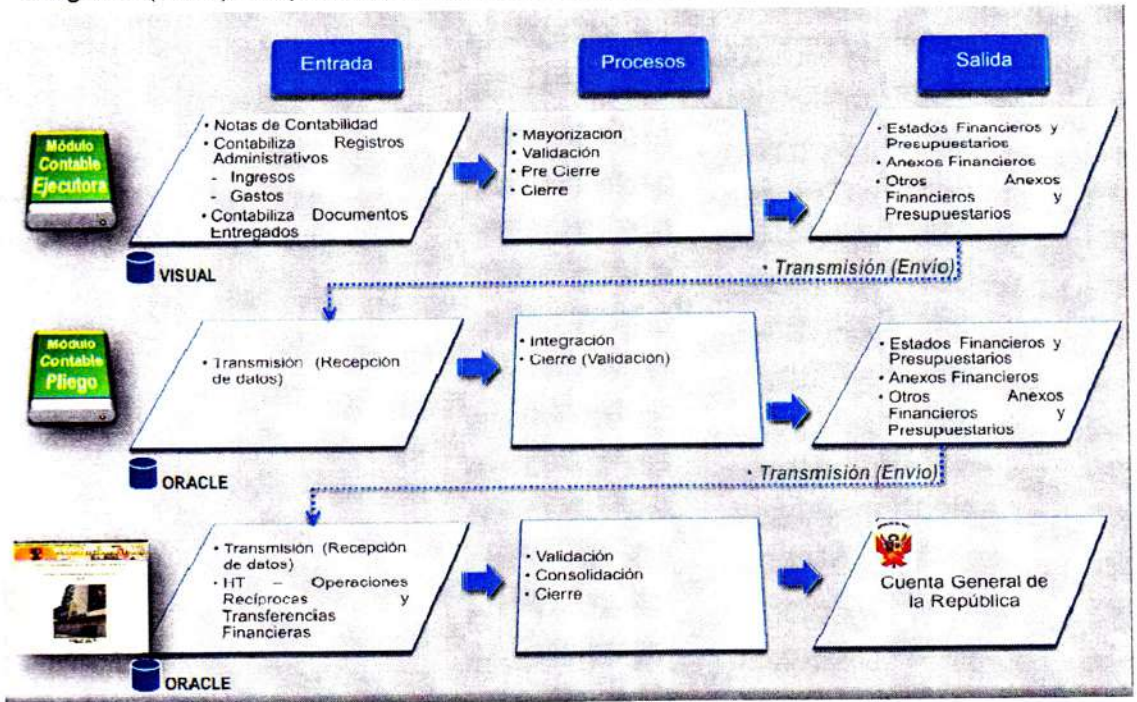 Entrada
Procesos
Salida
Módulo
Contable
Ejecutora
• Notas de Contabilidad
• Contabiliza Registros
Administrativos
- Ingresos
- Gastos
• Contabiliza Documentos
Entregados
• Mayorización
• Validación
• Pre Cierre
• Cierre
• Estados Financieros y
Presupuestarios
• Anexos Financieros
• Otros Anexos
Financieros y
Presupuestarios
VISUAL
• Transmisión (Envío)
Módulo
Contable
Pliego
• Transmisión (Recepción
de datos)
• Integración
• Cierre (Validación)
• Estados Financieros y
Presupuestarios
• Anexos Financieros
• Otros Anexos
Financieros y
Presupuestarios
ORACLE
• Transmisión (Envío)
• Transmisión (Recepción
de datos)
• HT – Operaciones
Recíprocas y
Transferencias
Financieras
• Validación
• Consolidación
• Cierre
Cuenta General de
la República
ORACLE